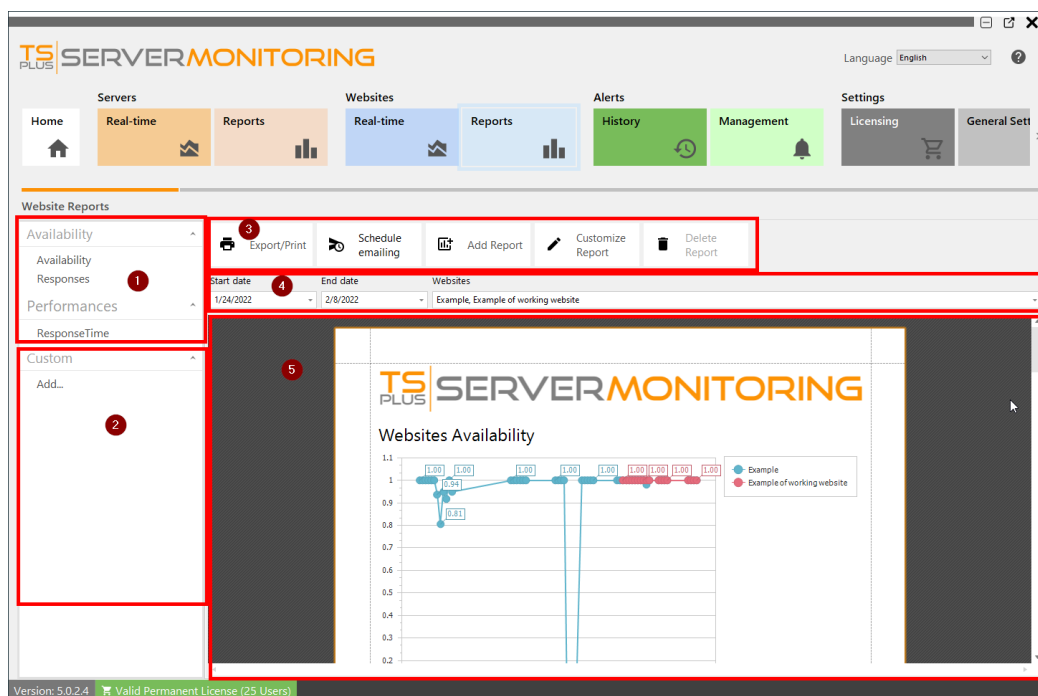 TS PLUS SERVERMONITORING
Language English
Servers Websites Alerts Settings
Home Real-time Reports Real-time Reports History Management Licensing General Sett
Website Reports
Availability
Availability
Responses
1
Performances
ResponseTime
Custom
Add...
2
3
Export/Print
Schedule
emailing
Add Report
Customize
Report
Delete
Report
Start date 4 End date Websites
1/24/2022 2/8/2022 Example, Example of working website
5
TS PLUS SERVERMONITORING
Websites Availability
1.1
1
0.9
0.8
0.7
0.6
0.5
0.4
0.3
0.2
1.00 1.00 1.00 1.00 1.00 1.00 1.00 1.00 1.00
0.94
0.81
Example
Example of working website
Version: 5.0.2.4 Valid Permanent License (25 Users)